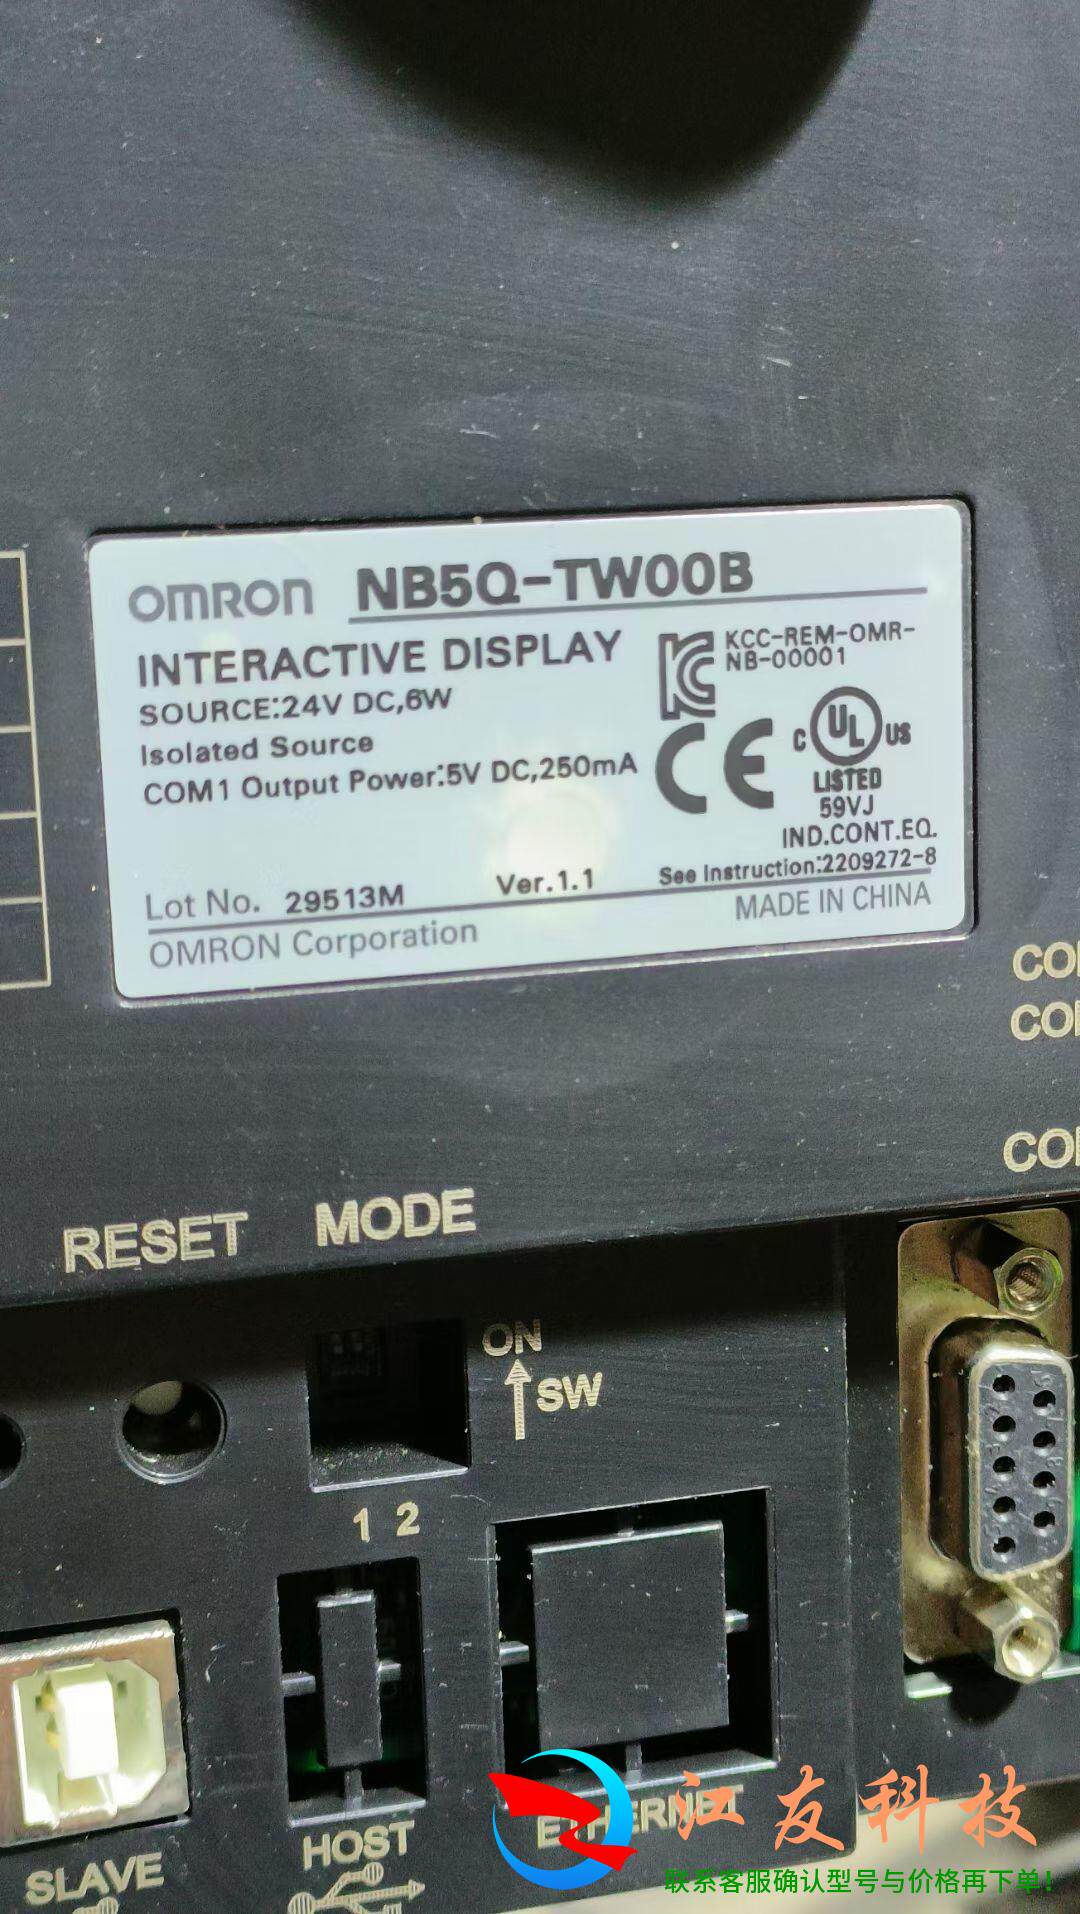 OMRON NB5Q-TW00B
INTERACTIVE DISPLAY
SOURCE:24V DC,6W
Isolated Source
COM1 Output Power:5V DC,250mA
KCC-REM-OMR-
NB-00001
CE
C UL US
LISTED
59VJ
IND.CONT.EQ.
See Instruction:2209272-8
Lot No. 29513M Ver.1.1
OMRON Corporation MADE IN CHINA
RESET MODE
ON
SW
1 2
SLAVE
HOST
ETHERNET
江友科技
联系客服确认型号与价格再下单！